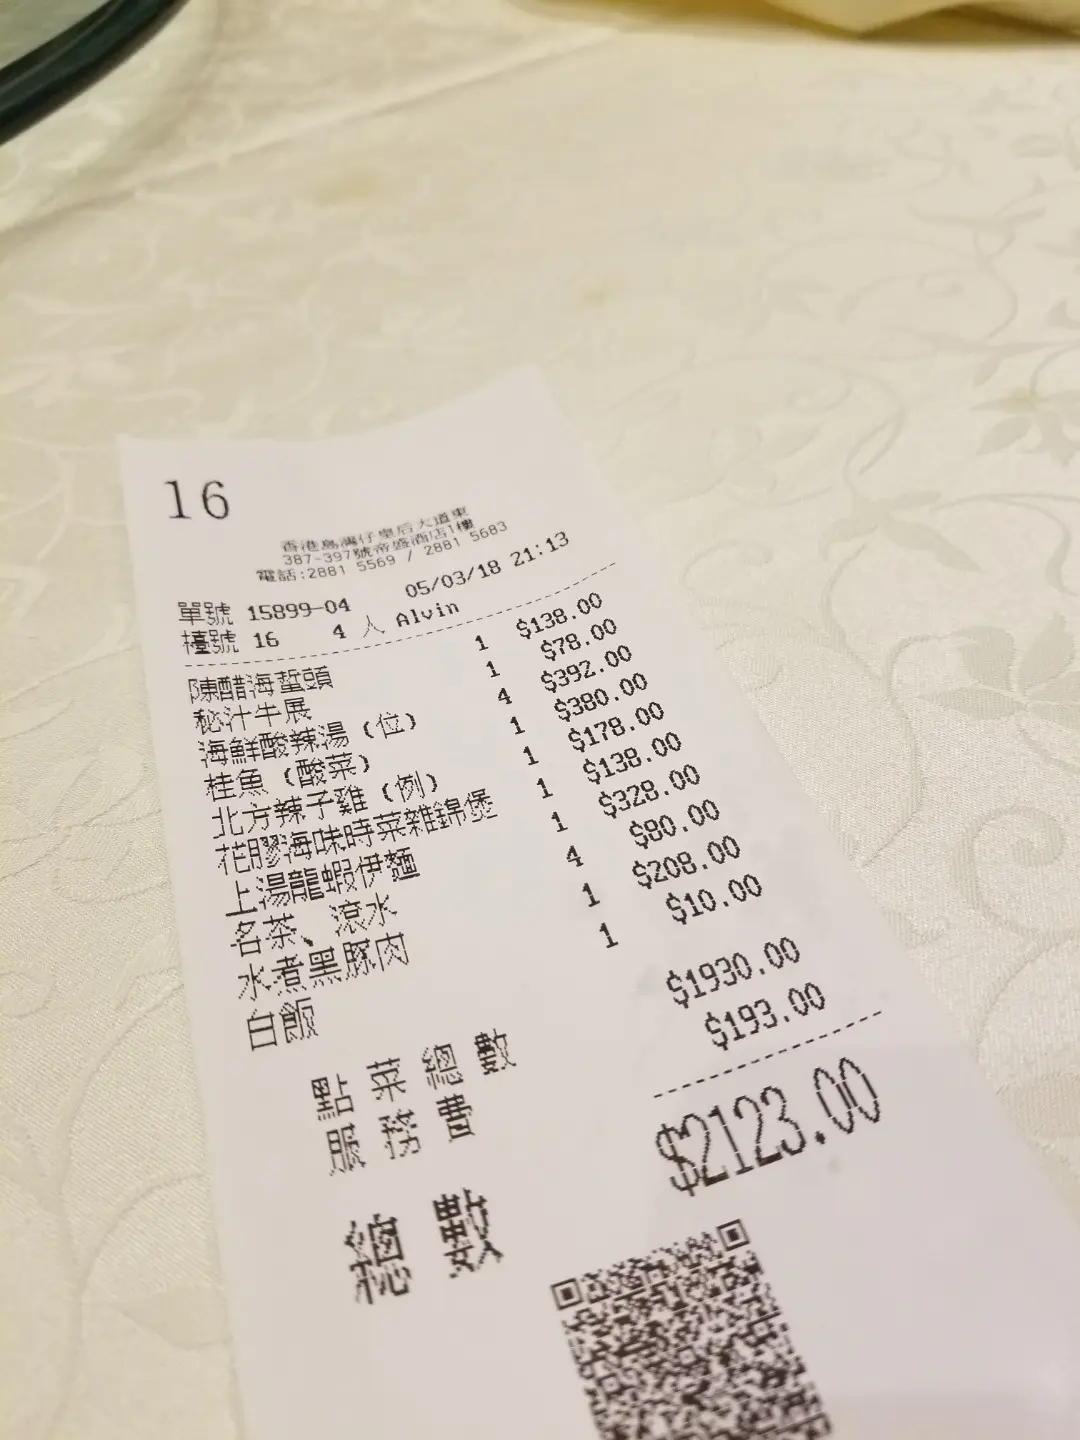 16
香港島灣仔皇后大道東
387-397號帝盛酒店1樓
電話:2881 5569 / 2881 5683
單號 15899-04 05/03/18 21:13
檯號 16 4 人 Alvin
陳醋海蜇頭 1 $138.00
秘汁牛展 1 $78.00
海鮮酸辣湯 (位) 4 $392.00
桂魚 (酸菜) 1 $380.00
北方辣子雞 (例) 1 $178.00
花膠海味時菜雜錦煲 1 $138.00
上湯龍蝦伊麵 1 $328.00
名茶、滾水 4 $80.00
水煮黑豚肉 1 $208.00
白飯 1 $10.00
點菜總數 $1930.00
服務費 $193.00
總數 $2123.00